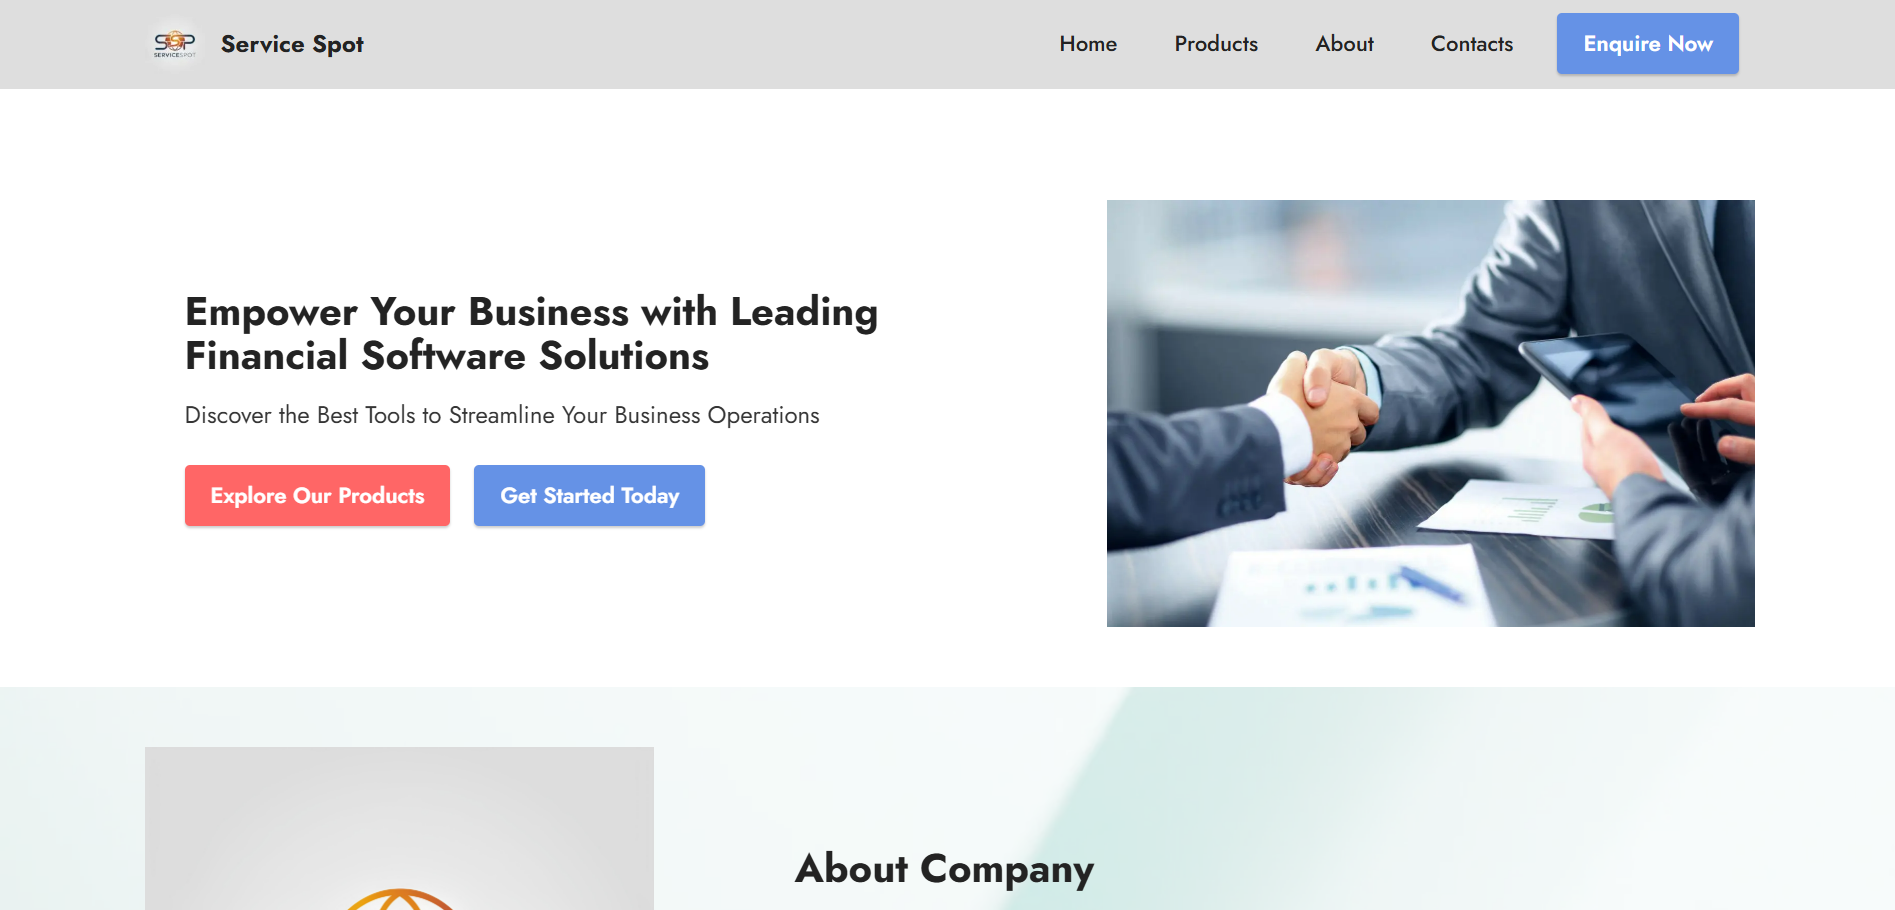 SSP
SERVICESPOT
Service Spot
Home
Products
About
Contacts
Enquire Now
Empower Your Business with Leading
Financial Software Solutions
Discover the Best Tools to Streamline Your Business Operations
Explore Our Products
Get Started Today
About Company